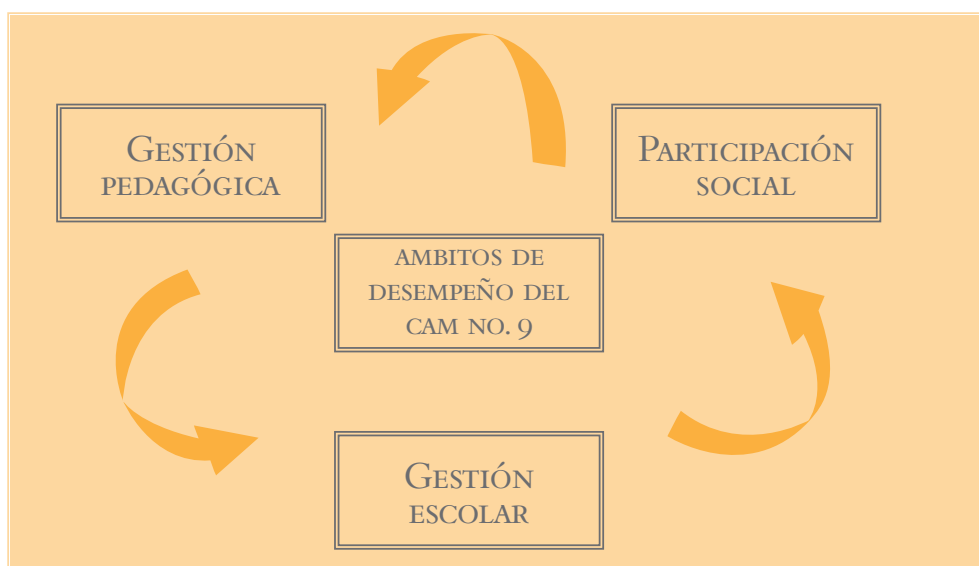 Gestión
pedagógica
Participación
social
ambitos de
desempeño del
cam no. 9
Gestión
escolar